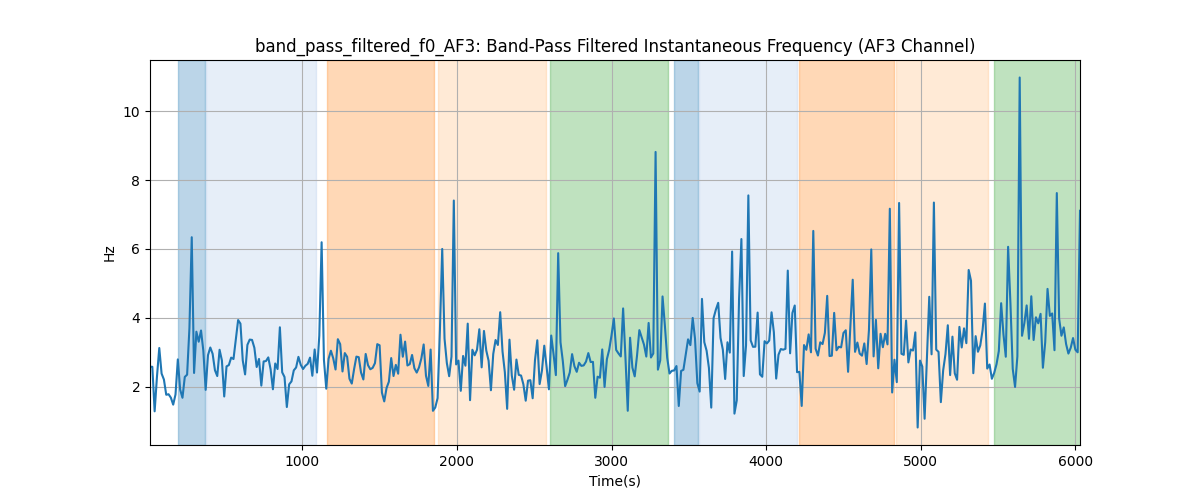 band_pass_filtered_f0_AF3: Band-Pass Filtered Instantaneous Frequency (AF3 Channel)
10
8
6
4
2
Hz
1000 2000 3000 4000 5000 6000
Time(s)